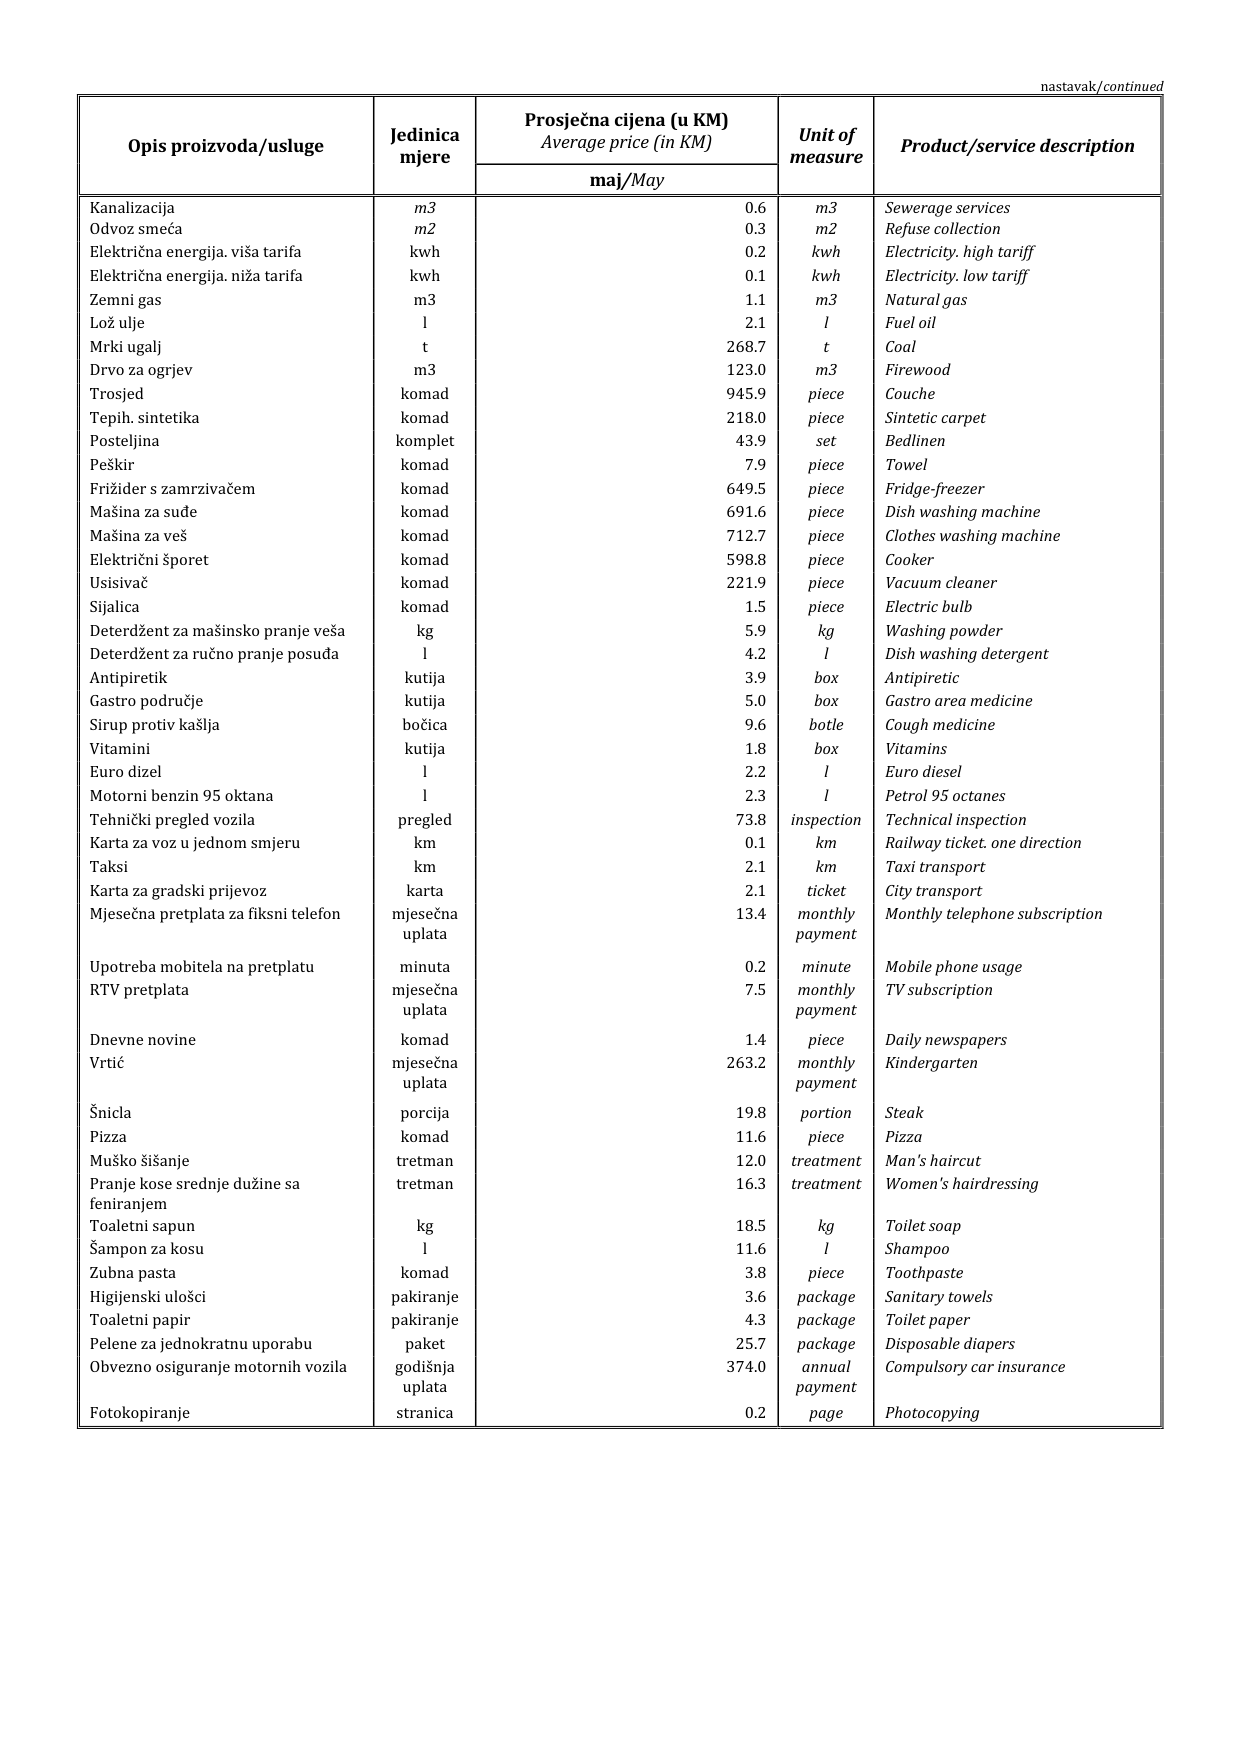 nastavak/continued
Opis proizvoda/usluge Jedinica mjere Prosječna cijena (u KM) Unit of measure Product/service description
Average price (in KM)
maj/May
Kanalizacija m3 0.6 m3 Sewerage services
Odvoz smeća m2 0.3 m2 Refuse collection
Električna energija. viša tarifa kwh 0.2 kwh Electricity. high tariff
Električna energija. niža tarifa kwh 0.1 kwh Electricity. low tariff
Zemni gas m3 1.1 m3 Natural gas
Lož ulje l 2.1 l Fuel oil
Mrki ugalj t 268.7 t Coal
Drvo za ogrjev m3 123.0 m3 Firewood
Trosjed komad 945.9 piece Couche
Tepih. sintetika komad 218.0 piece Sintetic carpet
Posteljina komplet 43.9 set Bedlinen
Peškir komad 7.9 piece Towel
Frižider s zamrzivačem komad 649.5 piece Fridge-freezer
Mašina za suđe komad 691.6 piece Dish washing machine
Mašina za veš komad 712.7 piece Clothes washing machine
Električni šporet komad 598.8 piece Cooker
Usisivač komad 221.9 piece Vacuum cleaner
Sijalica komad 1.5 piece Electric bulb
Deterdžent za mašinsko pranje veša kg 5.9 kg Washing powder
Deterdžent za ručno pranje posuđa l 4.2 l Dish washing detergent
Antipiretik kutija 3.9 box Antipiretic
Gastro područje kutija 5.0 box Gastro area medicine
Sirup protiv kašlja bočica 9.6 botle Cough medicine
Vitamini kutija 1.8 box Vitamins
Euro dizel l 2.2 l Euro diesel
Motorni benzin 95 oktana l 2.3 l Petrol 95 octanes
Tehnički pregled vozila pregled 73.8 inspection Technical inspection
Karta za voz u jednom smjeru km 0.1 km Railway ticket. one direction
Taksi km 2.1 km Taxi transport
Karta za gradski prijevoz karta 2.1 ticket City transport
Mjesečna pretplata za fiksni telefon mjesečna 13.4 monthly Monthly telephone subscription
uplata payment
Upotreba mobitela na pretplatu minuta 0.2 minute Mobile phone usage
RTV pretplata mjesečna 7.5 monthly TV subscription
uplata payment
Dnevne novine komad 1.4 piece Daily newspapers
Vrtić mjesečna 263.2 monthly Kindergarten
uplata payment
Šnicla porcija 19.8 portion Steak
Pizza komad 11.6 piece Pizza
Muško šišanje tretman 12.0 treatment Man's haircut
Pranje kose srednje dužine sa tretman 16.3 treatment Women's hairdressing
feniranjem
Toaletni sapun kg 18.5 kg Toilet soap
Šampon za kosu l 11.6 l Shampoo
Zubna pasta komad 3.8 piece Toothpaste
Higijenski ulošci pakiranje 3.6 package Sanitary towels
Toaletni papir pakiranje 4.3 package Toilet paper
Pelene za jednokratnu uporabu paket 25.7 package Disposable diapers
Obvezno osiguranje motornih vozila godišnja 374.0 annual Compulsory car insurance
uplata payment
Fotokopiranje stranica 0.2 page Photocopying